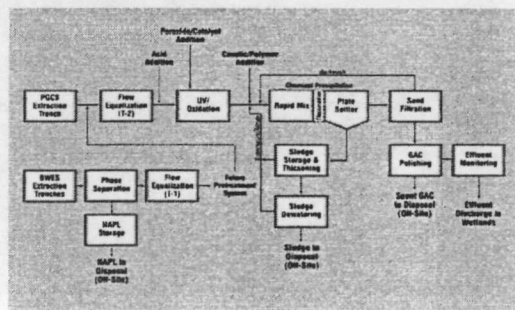 Peroxide/Catalyst
Addition
Acid
Addition
Caustic/Polymer
Addition
Chemical Precipitation
PGCS
Extraction
Trench
Flow
Equalization
(T-2)
UV/
Oxidation
Rapid Mix
Plate
Settler
Sand
Filtration
Sludge
Storage &
Thickening
GAC
Polishing
Effluent
Monitoring
BWES
Extraction
Trenches
Phase
Separation
Flow
Equalization
(T-1)
Future
Pretreatment
System
Sludge
Dewatering
Spent GAC
to Disposal
(Off-Site)
Effluent
Discharge to
Wetlands
NAPL
Storage
NAPL to
Disposal
(Off-Site)
Sludge to
Disposal
(Off-Site)